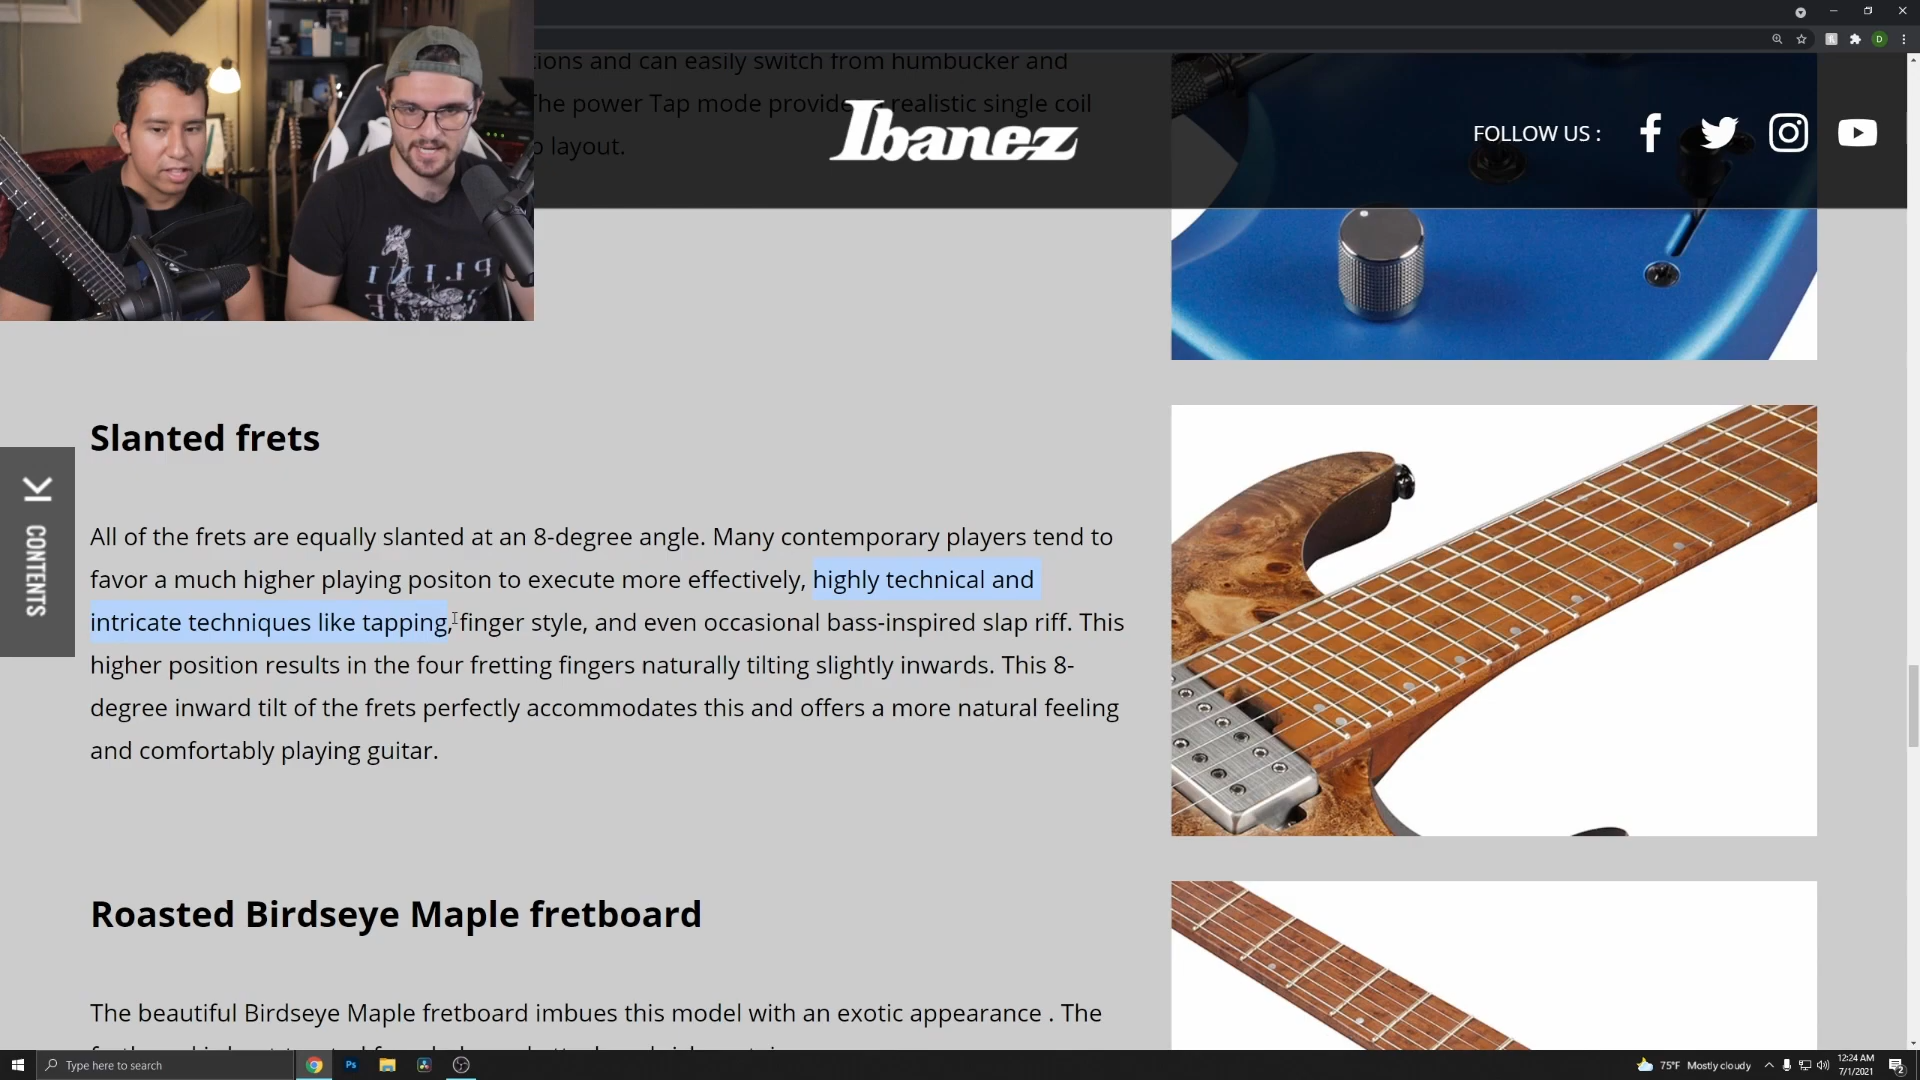 ions and can easily switch from humbucker and
The power Tap mode provide realistic single coil
layout.
Ibanez
FOLLOW US :
PLINI
Slanted frets
All of the frets are equally slanted at an 8-degree angle. Many contemporary players tend to
favor a much higher playing positon to execute more effectively, highly technical and
intricate techniques like tapping, finger style, and even occasional bass-inspired slap riff. This
higher position results in the four fretting fingers naturally tilting slightly inwards. This 8-
degree inward tilt of the frets perfectly accommodates this and offers a more natural feeling
and comfortably playing guitar.
CONTENTS
Roasted Birdseye Maple fretboard
The beautiful Birdseye Maple fretboard imbues this model with an exotic appearance . The
Type here to search
Ps
75°F Mostly cloudy
12:24 AM
7/1/2021
2
D